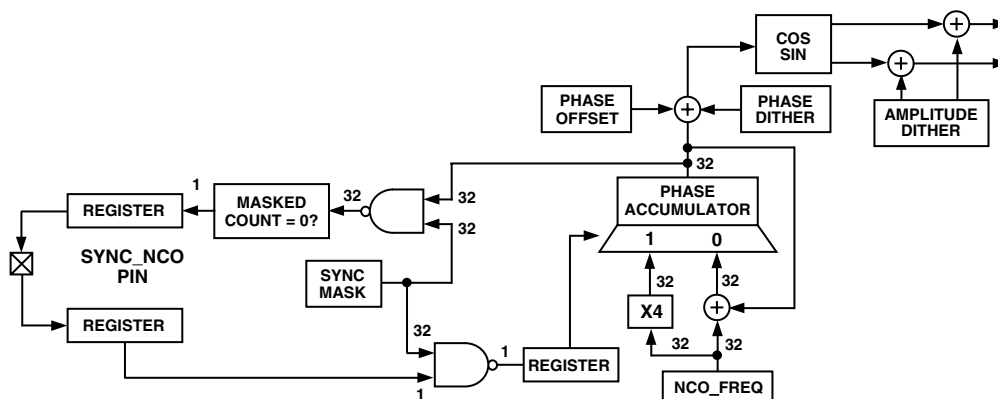 COS
SIN
PHASE
OFFSET
PHASE
DITHER
AMPLITUDE
DITHER
32
32
1
32
32
REGISTER
MASKED
COUNT = 0?
PHASE
ACCUMULATOR
1 0
SYNC_NCO
PIN
SYNC
MASK
32
32
32
X4
REGISTER
32
32
32
1
REGISTER
1
NCO_FREQ